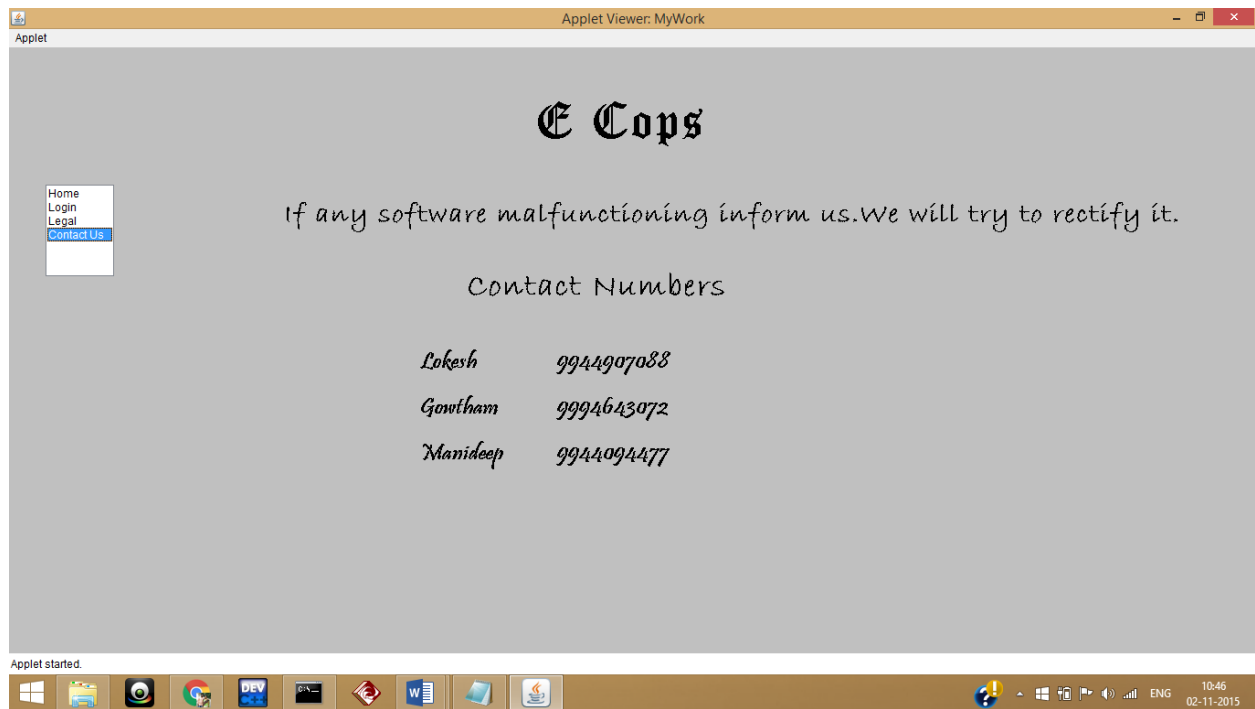 Applet Viewer: MyWork
Applet
E Cops
Home
Login
Legal
Contact Us
If any software malfunctioning inform us.We will try to rectify it.
Contact Numbers
Lokesh 9944907088
Gowtham 9994643072
Manideep 9944094477
Applet started.
DEV
C:\_
W
ENG
10:46
02-11-2015